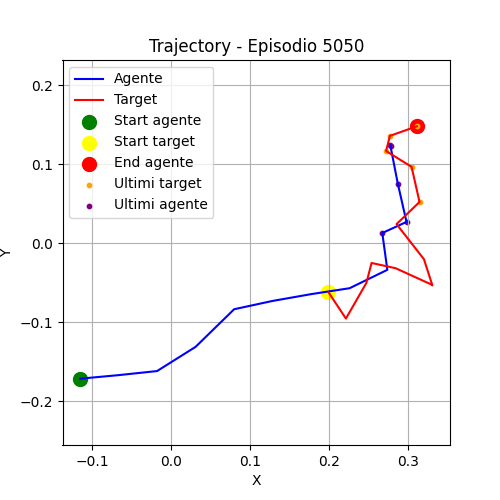 Trajectory - Episodio 5050
Agente
Target
Start agente
Start target
End agente
Ultimi target
Ultimi agente
0.2
0.1
0.0
−0.1
−0.2
Y
−0.1
0.0
0.1
0.2
0.3
X